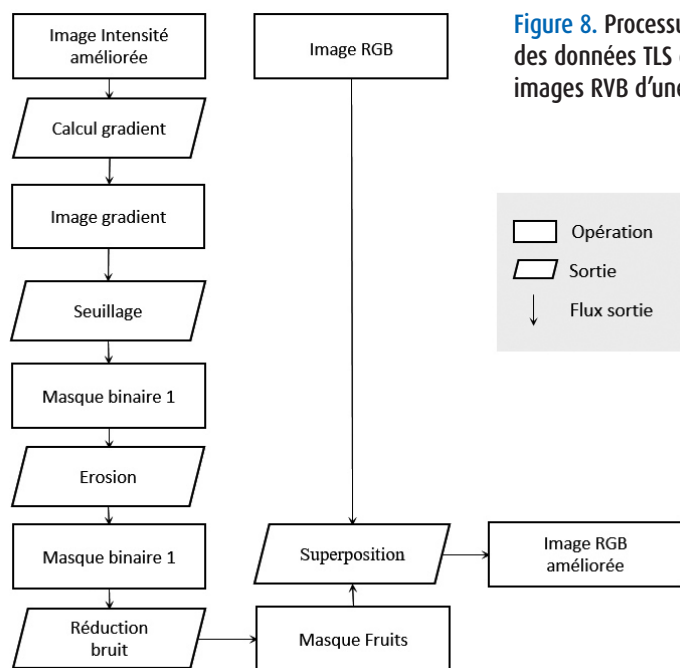 Image Intensité
améliorée
Calcul gradient
Image gradient
Seuillage
Masque binaire 1
Erosion
Masque binaire 1
Réduction
bruit
Image RGB
Superposition
Masque Fruits
Image RGB
améliorée
Figure 8. Processu
des données TLS
images RVB d'une
Opération
Sortie
Flux sortie